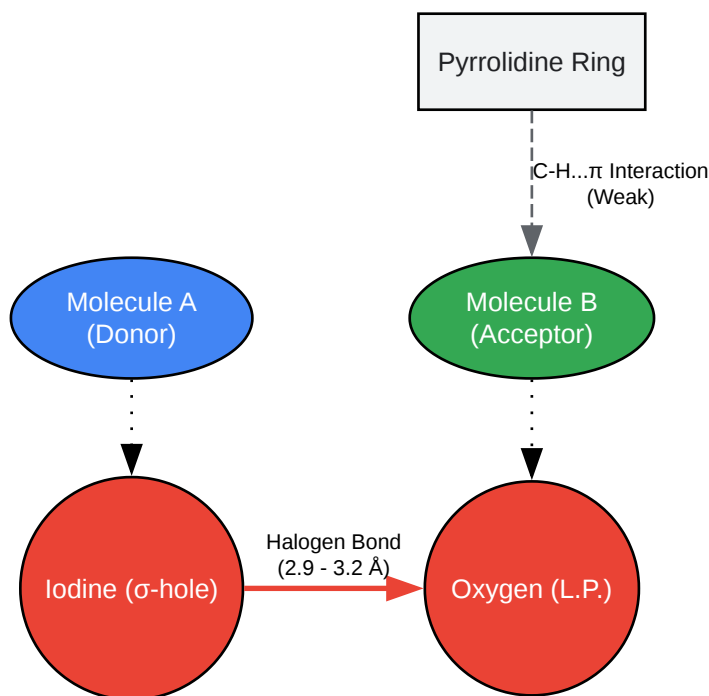 Pyrrolidine Ring
C-H...π Interaction
(Weak)
Molecule A
(Donor)
Molecule B
(Acceptor)
Halogen Bond
(2.9 - 3.2 Å)
Iodine (σ-hole)
Oxygen (L.P.)